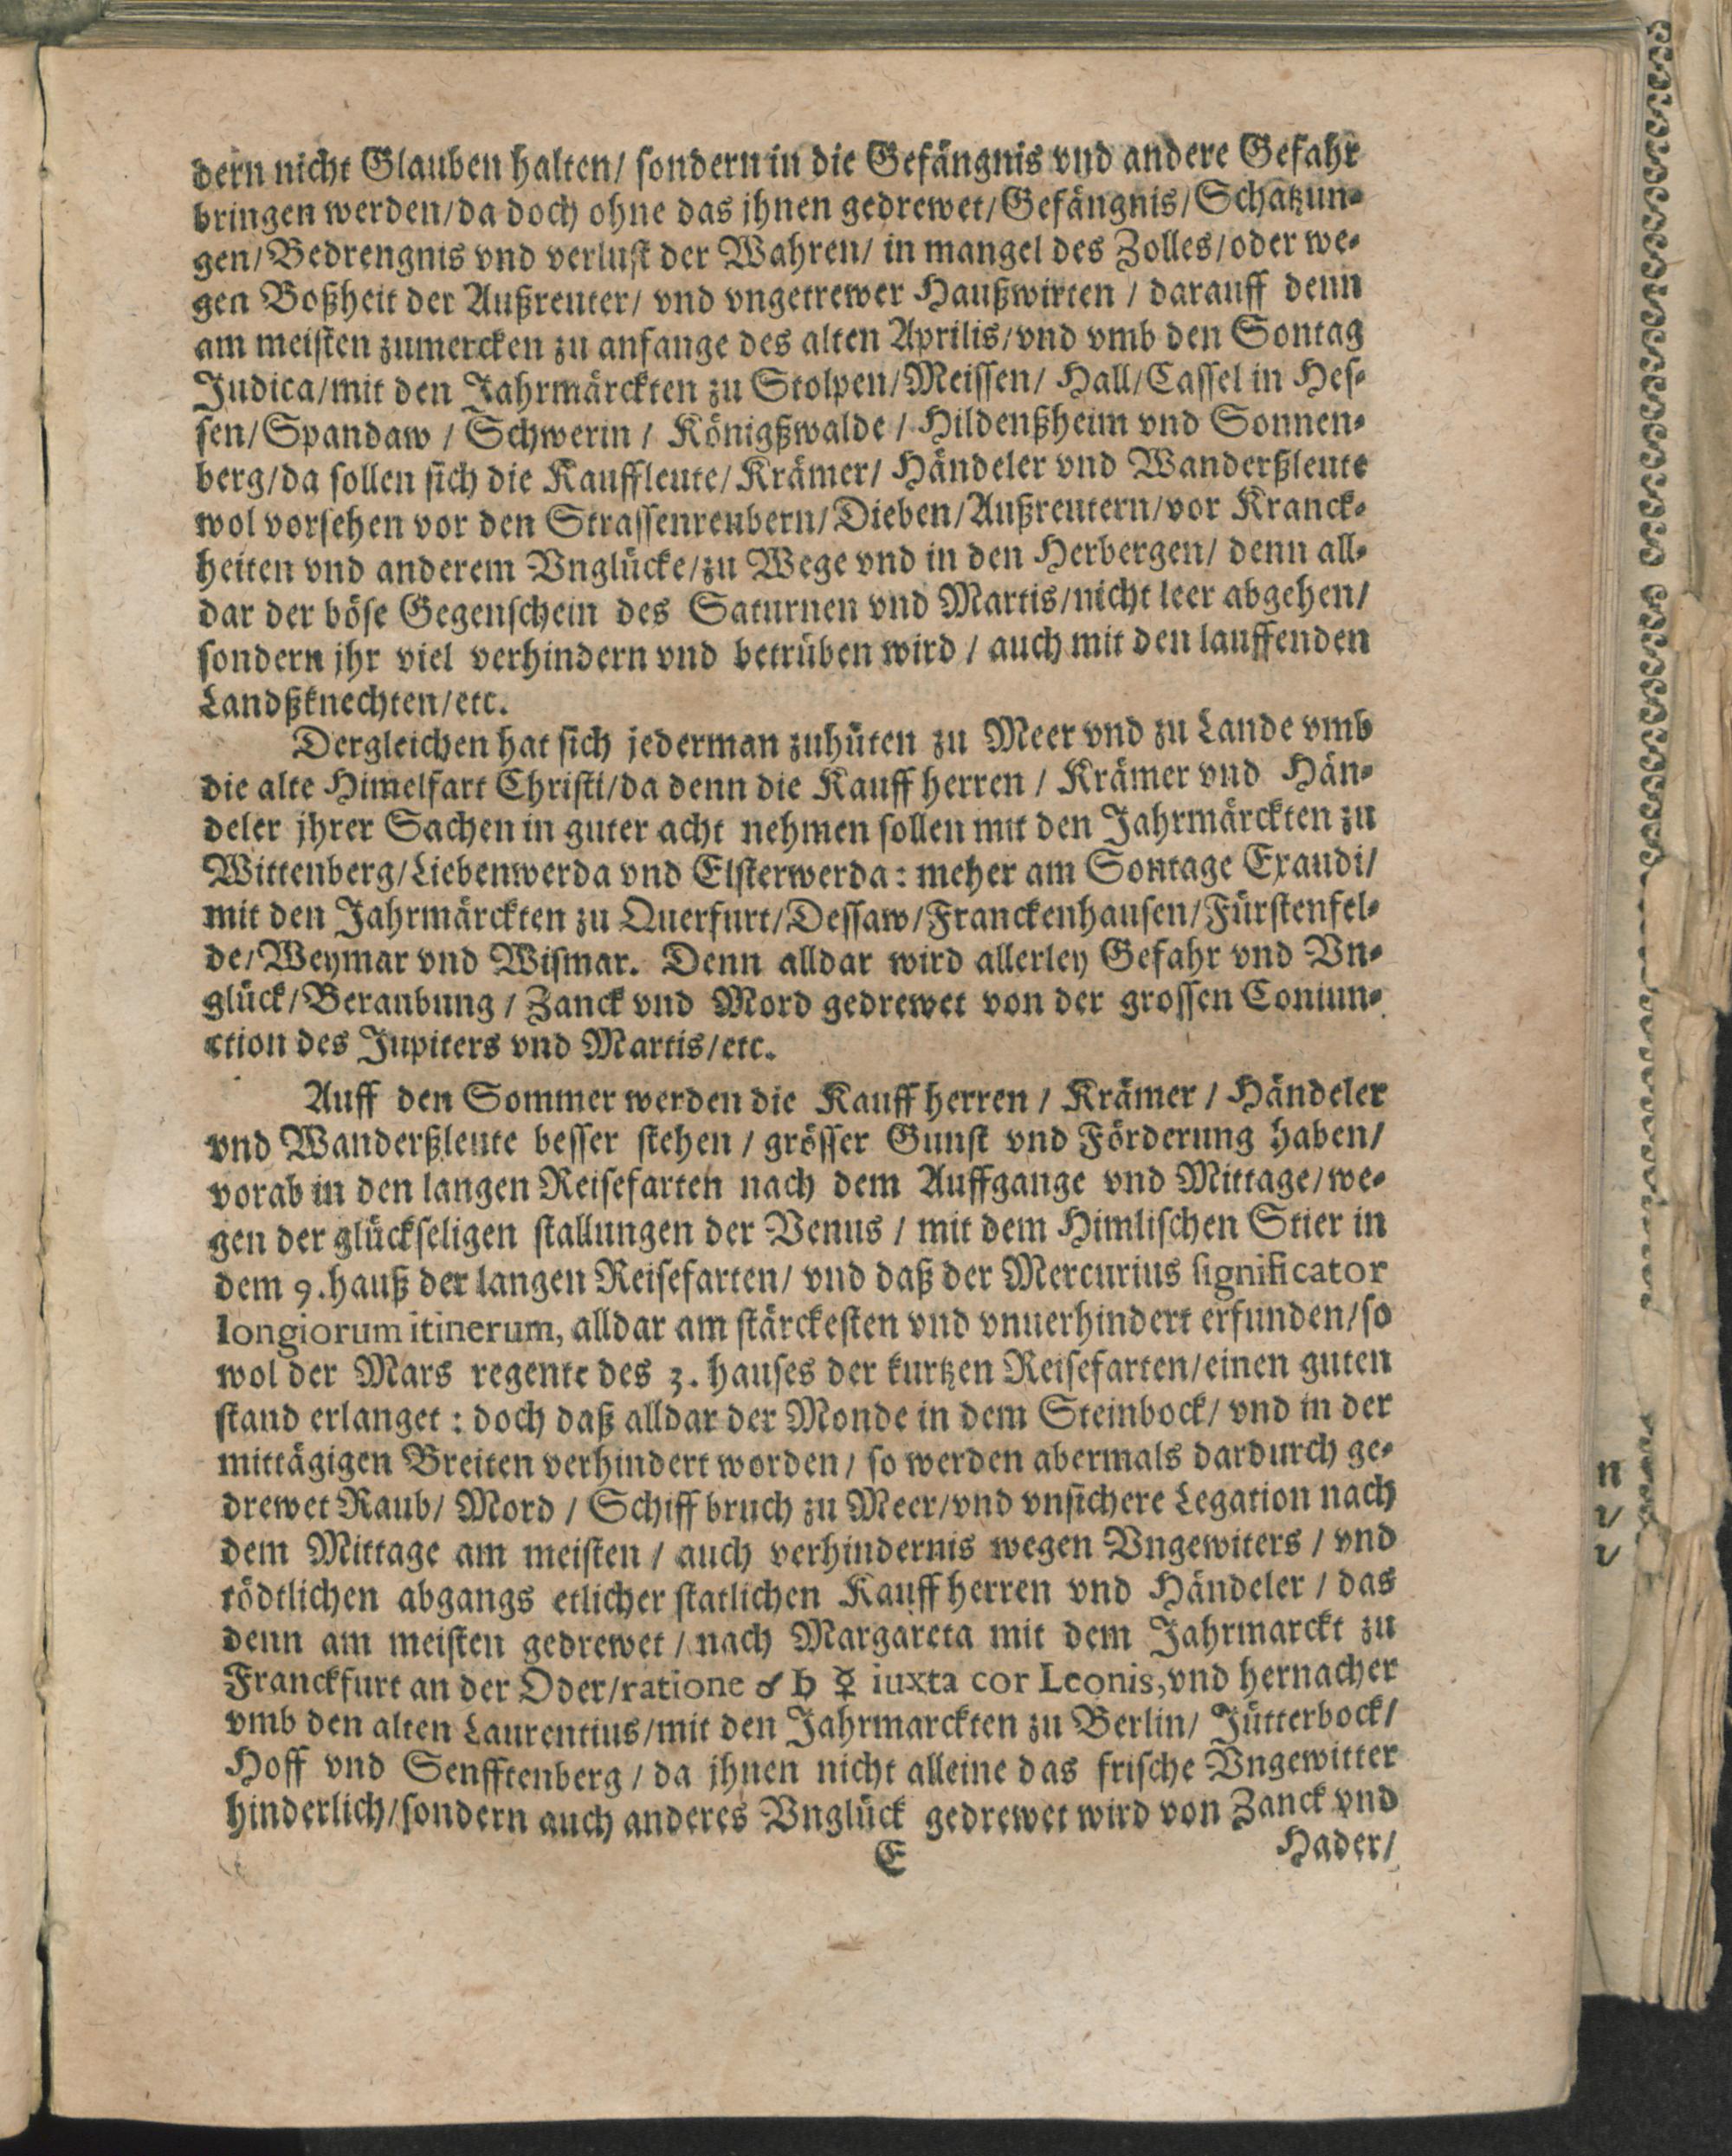 dern nicht Glauben halten/ sondern in die Gefängnis vnd andere Gefahr
bringen werden/da doch ohne das jhnen gedrewet/Gefängnis/Schatzun-
gen/Bedrengnis vnd verlust der Wahren/ in mangel des Zolles/oder we-
gen Boßheit der Außreuter/ vnd vngetrewer Haußwirten / darauff denn
am meisten zumercken zu anfange des alten Aprilis/vnd vmb den Sontag
Judica/mit den Jahrmärckten zu Stolpen/Meissen/ Hall/Cassel in Hes-
sen/Spandaw / Schwerin / Königßwalde / Hildenßheim vnd Sonnen-
berg/da sollen sich die Kauffleute/Krämer/ Händeler vnd Wanderßleute
wol vorsehen vor den Strassenreubern/Dieben/Außreutern/vor Kranck-
heiten vnd anderem Vnglücke/zu Wege vnd in den Herbergen/ denn all-
dar der böse Gegenschein des Saturnen vnd Martis/nicht leer abgehen/
sondern jhr viel verhindern vnd betrüben wird / auch mit den lauffenden
Landßknechten/etc.
Dergleichen hat sich jederman zuhüten zu Meer vnd zu Lande vmb
die alte Himelfart Christi/da denn die Kauffherren / Krämer vnd Hän-
deler jhrer Sachen in guter acht nehmen sollen mit den Jahrmärckten zu
Wittenberg/Liebenwerda vnd Elsterwerda: meher am Sontage Exaudi/
mit den Jahrmärckten zu Querfurt/Dessaw/Franckenhausen/Fürstenfel-
de/Weymar vnd Wismar. Denn alldar wird allerley Gefahr vnd Vn-
glück/Beraubung / Zanck vnd Mord gedrewet von der grossen Coniun-
ction des Jupiters vnd Martis/etc.
Auff den Sommer werden die Kauffherren / Krämer / Händeler
vnd Wanderßleute besser stehen / grösser Gunst vnd Förderung haben/
vorab in den langen Reisefarten nach dem Auffgange vnd Mittage/we-
gen der glückseligen stallungen der Venus / mit dem Himlischen Stier in
dem 9.hauß der langen Reisefarten/ vnd daß der Mercurius significator
longiorum itinerum, alldar am stärckesten vnd vnuerhindert erfunden/so
wol der Mars regente des 3. hauses der kurtzen Reisefarten/einen guten
stand erlanget : doch daß alldar der Monde in dem Steinbock/ vnd in der
mittägigen Breiten verhindert worden / so werden abermals dardurch ge-
drewet Raub/ Mord / Schiffbruch zu Meer/vnd vnsichere Legation nach
dem Mittage am meisten / auch verhindernis wegen Vngewiters / vnd
tödtlichen abgangs etlicher statlichen Kauffherren vnd Händeler / das
denn am meisten gedrewet / nach Margareta mit dem Jahrmarckt zu
Franckfurt an der Oder/ratione ☌ ♄ ☿ iuxta cor Leonis, vnd hernacher
vmb den alten Laurentius/mit den Jahrmarckten zu Berlin/ Jütterbock/
Hoff vnd Senfftenberg / da jhnen nicht alleine das frische Vngewitter
hinderlich/sondern auch anderes Vnglück gedrewet wird von Zanck vnd
E Hader/